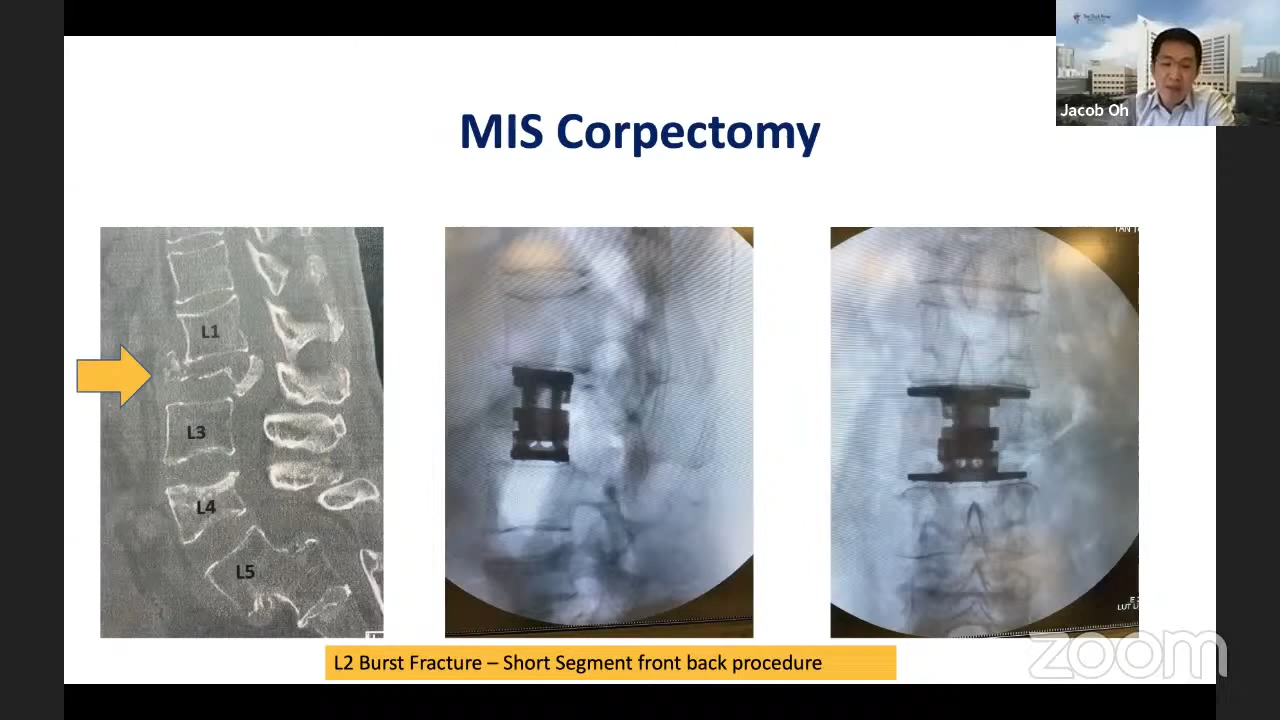 Jacob Oh
MIS Corpectomy
L1
L3
L4
L5
L2 Burst Fracture – Short Segment front back procedure
zoom